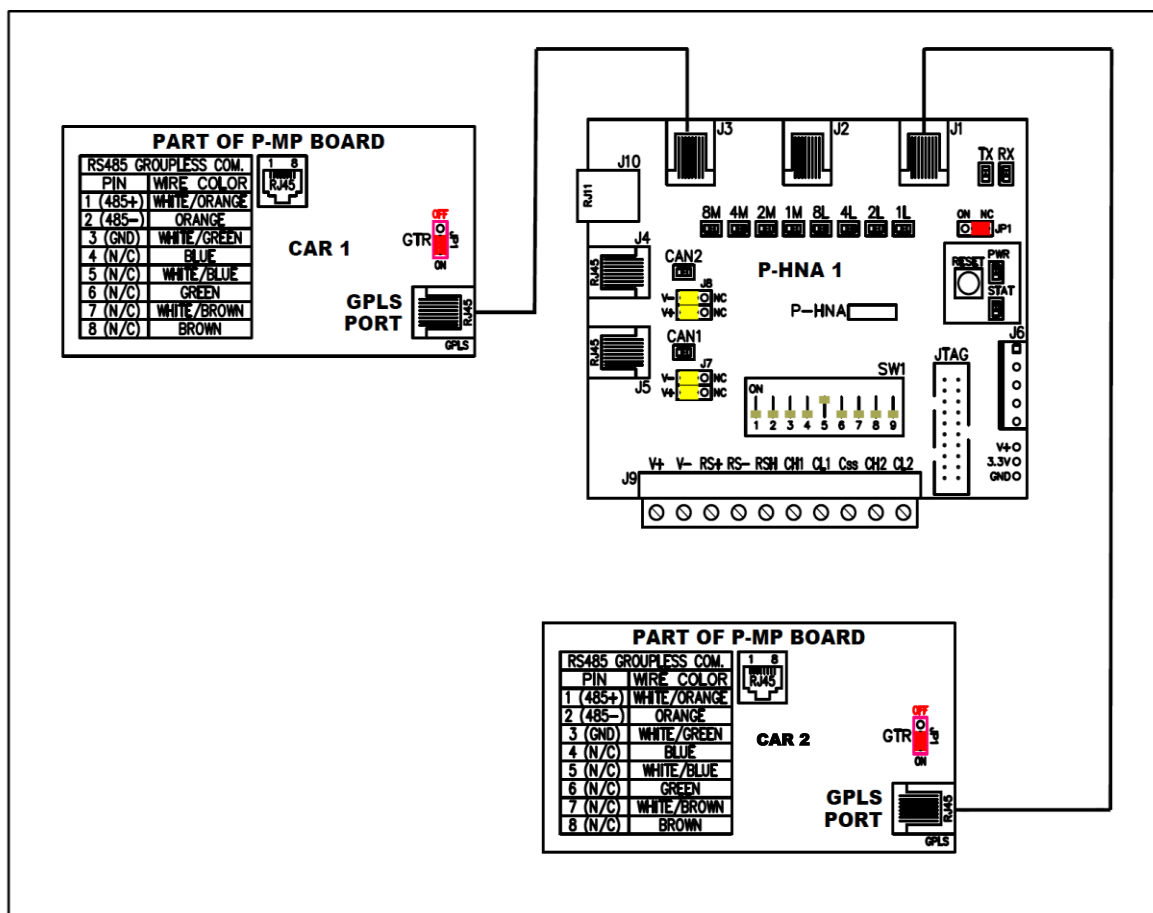 PART OF P-MP BOARD
RS485 GROUPLESS COM.
PIN WIRE COLOR
1 (485+) WHITE/ORANGE
2 (485-) ORANGE
3 (GND) WHITE/GREEN
4 (N/C) BLUE
5 (N/C) WHITE/BLUE
6 (N/C) GREEN
7 (N/C) WHITE/BROWN
8 (N/C) BROWN
1 8
RJ45
CAR 1
OFF
GTR JP1
ON
GPLS
PORT
RJ45
GPLS
J3 J2 J1
TX RX
J10
RJ11
8M 4M 2M 1M 8L 4L 2L 1L
ON NC
JP1
J4
RJ45
CAN2
P-HNA 1
RESET
PWR
STAT
J8
V- NC
V+ NC
P-HNA
RJ45
J5
CAN1
J7
V- NC
V+ NC
SW1
ON
1 2 3 4 5 6 7 8 9
JTAG
J6
V+
3.3V
GND
J9
V+ V- RS+ RS- RSH CH1 CL1 Css CH2 CL2
PART OF P-MP BOARD
RS485 GROUPLESS COM.
PIN WIRE COLOR
1 (485+) WHITE/ORANGE
2 (485-) ORANGE
3 (GND) WHITE/GREEN
4 (N/C) BLUE
5 (N/C) WHITE/BLUE
6 (N/C) GREEN
7 (N/C) WHITE/BROWN
8 (N/C) BROWN
1 8
RJ45
CAR 2
OFF
GTR JP1
ON
GPLS
PORT
RJ45
GPLS